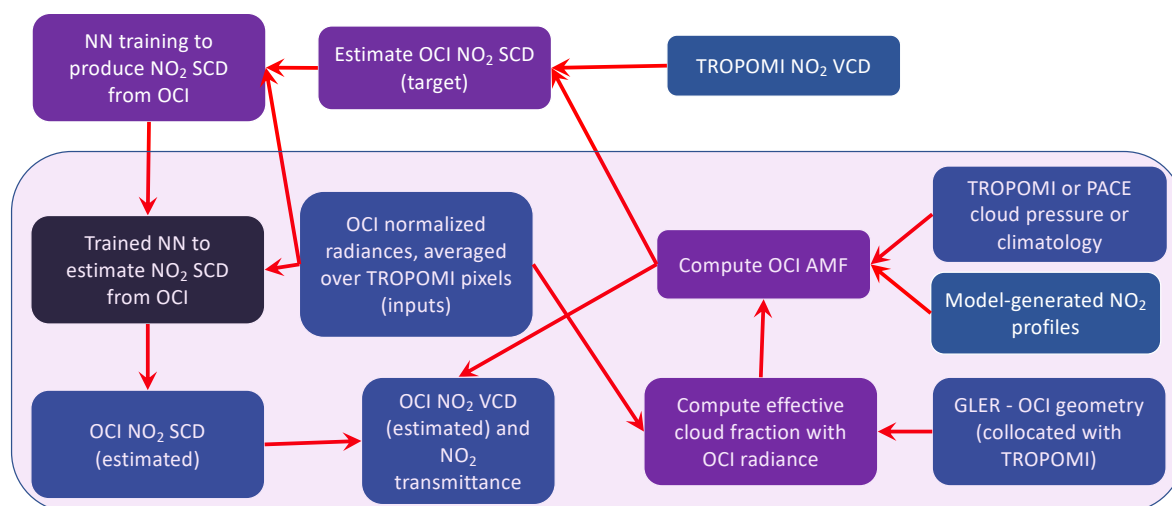 NN training to
produce NO₂ SCD
from OCI
Estimate OCI NO₂ SCD
(target)
TROPOMI NO₂ VCD
Trained NN to
estimate NO₂ SCD
from OCI
OCI normalized
radiances, averaged
over TROPOMI pixels
(inputs)
Compute OCI AMF
TROPOMI or PACE
cloud pressure or
climatology
Model-generated NO₂
profiles
OCI NO₂ SCD
(estimated)
OCI NO₂ VCD
(estimated) and
NO₂
transmittance
Compute effective
cloud fraction with
OCI radiance
GLER - OCI geometry
(collocated with
TROPOMI)